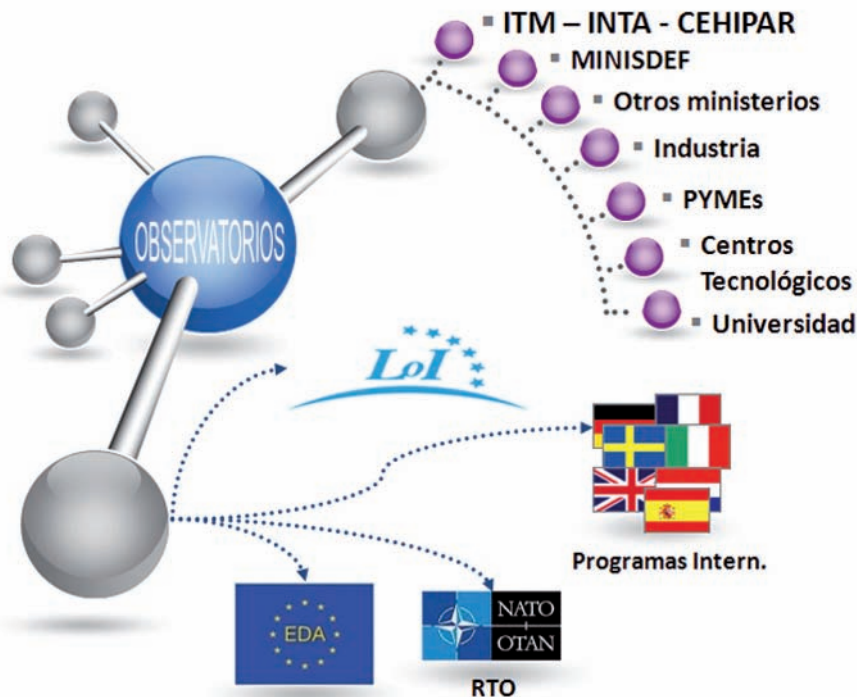 ▪ ITM – INTA - CEHIPAR
▪ MINISDEF
▪ Otros ministerios
▪ Industria
▪ PYMEs
▪ Centros
Tecnológicos
▪ Universidad
OBSERVATORIOS
LoI
Programas Intern.
EDA
NATO
OTAN
RTO